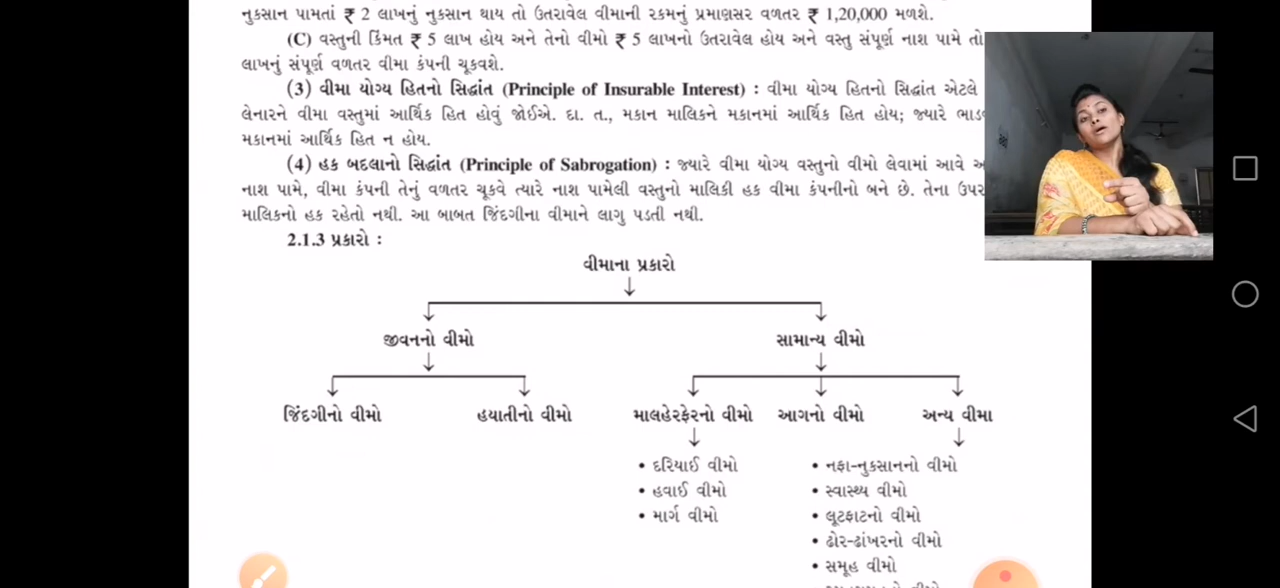 નુકસાન પામતાં ₹ 2 લાખનું નુકસાન થાય તો ઉતરાવેલ વીમાની રકમનું પ્રમાણસર વળતર ₹ 1,20,000 મળશે.
(C) વસ્તુની કિંમત ₹ 5 લાખ હોય અને તેનો વીમો ₹ 5 લાખનો ઉતરાવેલ હોય અને વસ્તુ સંપૂર્ણ નાશ પામે તો
લાખનું સંપૂર્ણ વળતર વીમા કંપની ચૂકવશે.
(3) વીમા યોગ્ય હિતનો સિદ્ધાંત (Principle of Insurable Interest) : વીમા યોગ્ય હિતનો સિદ્ધાંત એટલે
લેનારને વીમા વસ્તુમાં આર્થિક હિત હોવું જોઈએ. દા. ત., મકાન માલિકને મકાનમાં આર્થિક હિત હોય; જ્યારે
મકાનમાં આર્થિક હિત ન હોય.
(4) હક બદલાનો સિદ્ધાંત (Principle of Sabrogation) : જ્યારે વીમા યોગ્ય વસ્તુનો વીમો લેવામાં આવે
નાશ પામે, વીમા કંપની તેનું વળતર ચૂકવે ત્યારે નાશ પામેલી વસ્તુનો માલિકી હક વીમા કંપનીનો બને છે. તેના ઉપર
માલિકનો હક રહેતો નથી. આ બાબત જિંદગીના વીમાને લાગુ પડતી નથી.
2.1.3 પ્રકારો :
વીમાના પ્રકારો
જીવનનો વીમો
સામાન્ય વીમો
જિંદગીનો વીમો
હયાતીનો વીમો
માલહેરફેરનો વીમો
આગનો વીમો
અન્ય વીમા
• દરિયાઈ વીમો
• હવાઈ વીમો
• માર્ગ વીમો
• નફા-નુકસાનનો વીમો
• સ્વાસ્થ્ય વીમો
• લૂટફાટનો વીમો
• ઢોર-ઢાંખરનો વીમો
• સમૂહ વીમો